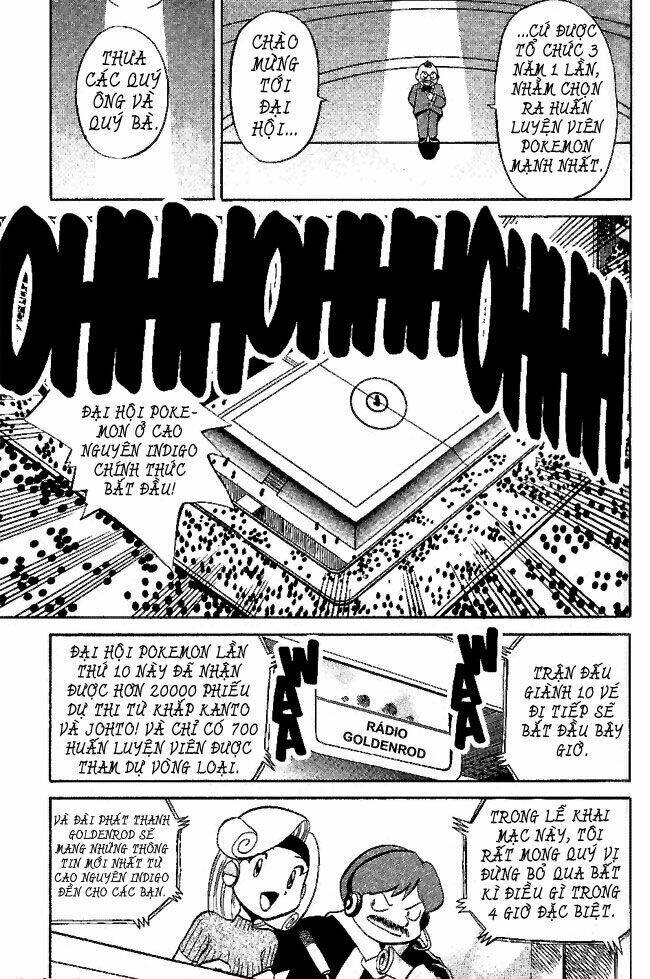 THƯA
CÁC QUÝ
ÔNG VÀ
QUÝ BÀ.
CHÀO
MỪNG
TỚI
ĐẠI
HỘI...
...CỨ ĐƯỢC
TỔ CHỨC 3
NĂM 1 LẦN,
NHẰM CHỌN
RA HUẤN
LUYỆN VIÊN
POKEMON
MẠNH NHẤT.
OHHHHOHHHHOHHHH
ĐẠI HỘI POKE-
MON Ở CAO
NGUYÊN INDIGO
CHÍNH THỨC
BẮT ĐẦU!
ĐẠI HỘI POKEMON LẦN
THỨ 10 NÀY ĐÃ NHẬN
ĐƯỢC HƠN 20000 PHIẾU
DỰ THI TỪ KHẮP KANTO
VÀ JOHTO! VÀ CHỈ CÓ 700
HUẤN LUYỆN VIÊN ĐƯỢC
THAM DỰ VÒNG LOẠI.
WAA
RÁDIO
GOLDENROD
WAA
TRẬN ĐẤU
GIÀNH 10 VÉ
ĐI TIẾP SẼ
BẮT ĐẦU BÂY
GIỜ.
VÀ ĐÀI PHÁT THANH
GOLDENROD SẼ
MANG NHỮNG THÔNG
TIN MỚI NHẤT TỪ
CAO NGUYÊN INDIGO
ĐẾN CHO CÁC BẠN.
TRONG LỄ KHAI
MẠC NÀY, TÔI
RẤT MONG QUÝ VỊ
ĐỪNG BỎ QUA BẤT
KÌ ĐIỀU GÌ TRONG
4 GIỜ ĐẶC BIỆT.